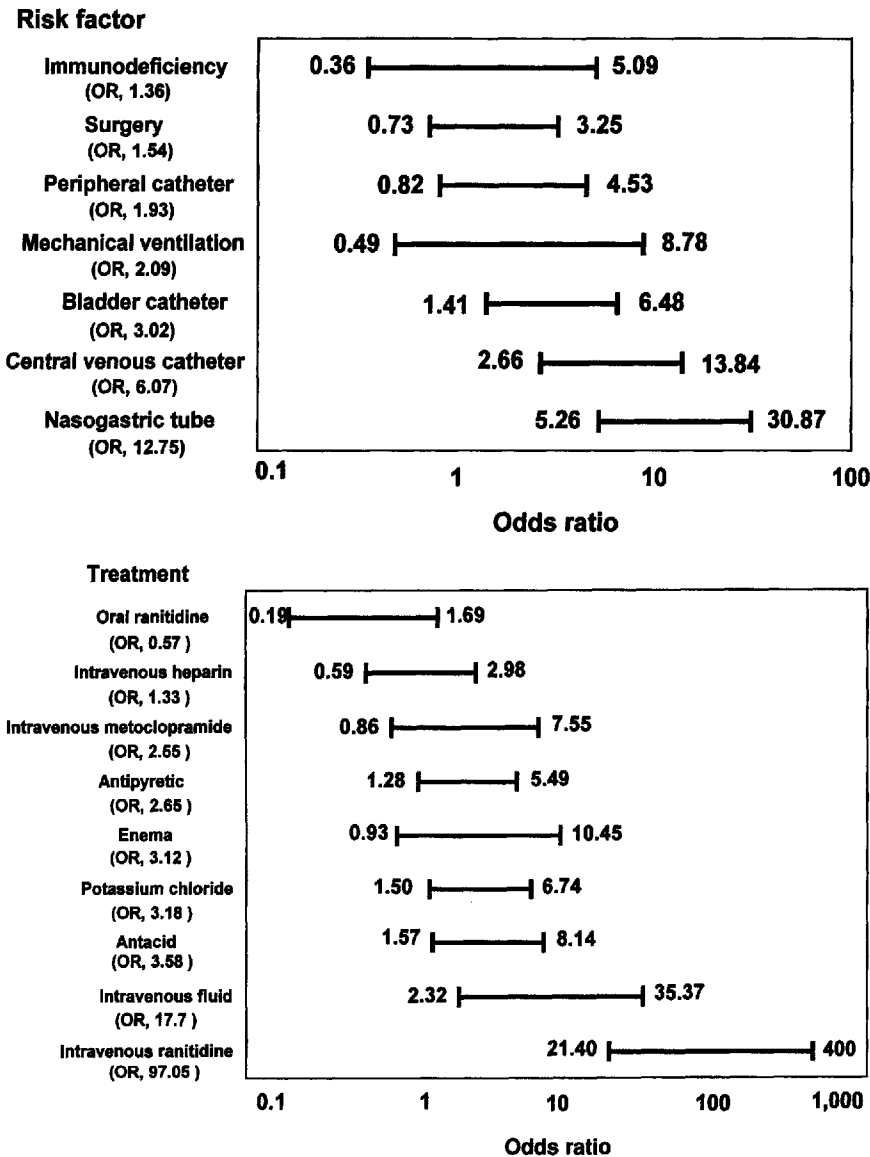 Risk factor
Immunodeficiency
(OR, 1.36)
0.36 5.09
Surgery
(OR, 1.54)
0.73 3.25
Peripheral catheter
(OR, 1.93)
0.82 4.53
Mechanical ventilation
(OR, 2.09)
0.49 8.78
Bladder catheter
(OR, 3.02)
1.41 6.48
Central venous catheter
(OR, 6.07)
2.66 13.84
Nasogastric tube
(OR, 12.75)
5.26 30.87
0.1 1 10 100
Odds ratio
Treatment
Oral ranitidine
(OR, 0.57 )
0.19 1.69
Intravenous heparin
(OR, 1.33 )
0.59 2.98
Intravenous metoclopramide
(OR, 2.55 )
0.86 7.55
Antipyretic
(OR, 2.65 )
1.28 5.49
Enema
(OR, 3.12 )
0.93 10.45
Potassium chloride
(OR, 3.18 )
1.50 6.74
Antacid
(OR, 3.58 )
1.57 8.14
Intravenous fluid
(OR, 17.7 )
2.32 35.37
Intravenous ranitidine
(OR, 97.05 )
21.40 400
0.1 1 10 100 1,000
Odds ratio